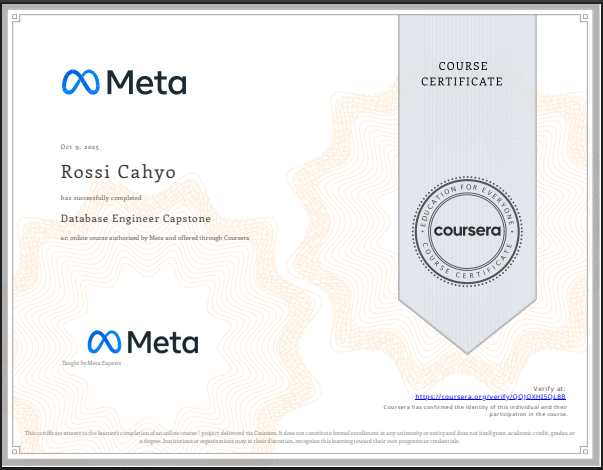 COURSE
CERTIFICATE
Meta
Oct 9, 2025
Rossi Cahyo
has successfully completed
Database Engineer Capstone
an online course authorized by Meta and offered through Coursera
EDUCATION FOR EVERYONE
coursera
COURSE CERTIFICATE
Meta
Taught by Meta Experts
Verify at:
https://coursera.org/verify/QOJOXHI5QL8B
Coursera has confirmed the identity of this individual and their
participation in the course.
This certificate attests to the learner's completion of an online course / project delivered via Coursera. It does not constitute formal enrollment at any university or entity and does not itself grant academic credit, grades, or
a degree. Institutions or organizations may, at their discretion, recognize this learning toward their own programs or credentials.